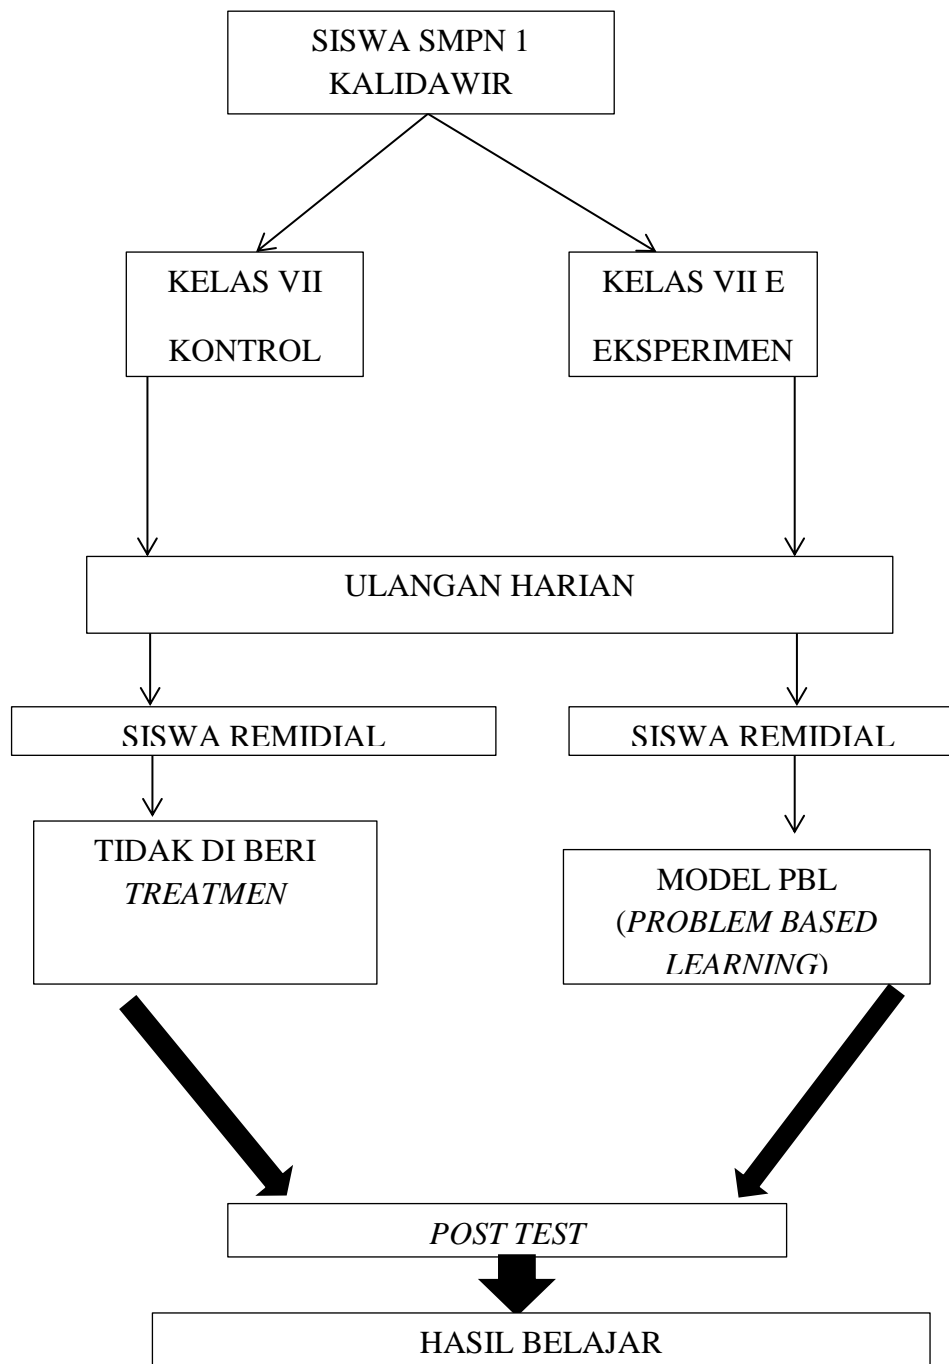 SISWA SMPN 1
KALIDAWIR
KELAS VII
KONTROL
KELAS VII E
EKSPERIMEN
ULANGAN HARIAN
SISWA REMIDIAL
SISWA REMIDIAL
TIDAK DI BERI
TREATMEN
MODEL PBL
(PROBLEM BASED
LEARNING)
POST TEST
HASIL BELAJAR